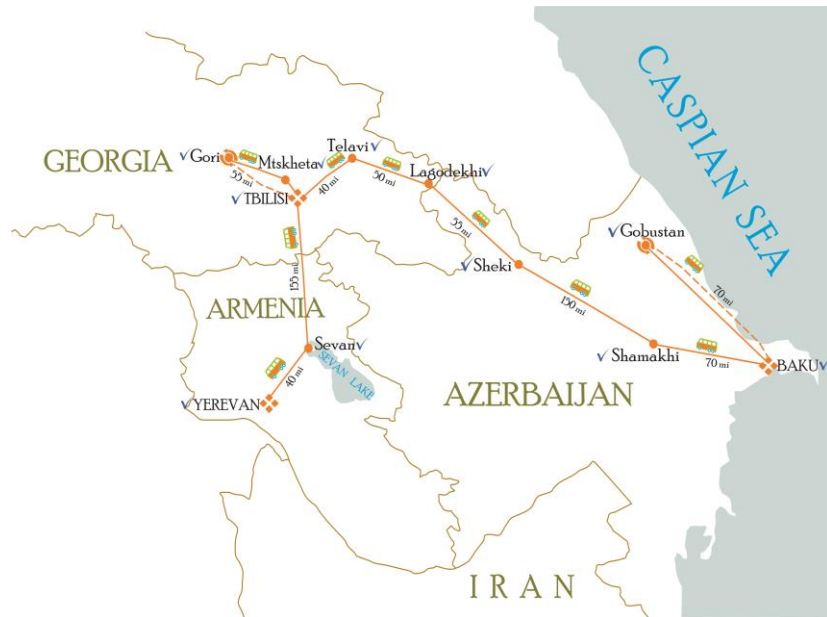 CASPIAN SEA
GEORGIA
Gori
Mtskheta
Telavi
Lagodekhi
55 mi
TBILISI
40 mi
50 mi
Gobustan
55 mi
Sheki
70 mi
155 mi
150 mi
ARMENIA
Sevan
SEVAN LAKE
Shamakhi
70 mi
BAKU
40 mi
YEREVAN
AZERBAIJAN
IRAN